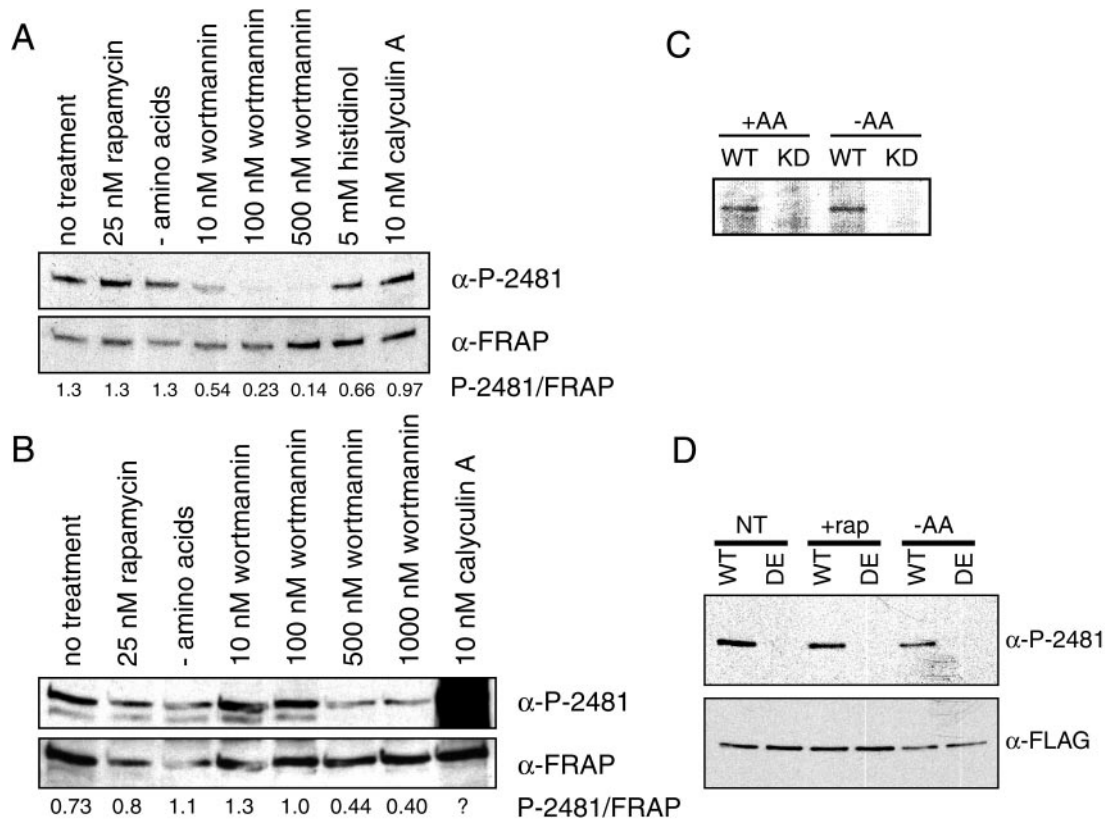 A
no treatment
25 nM rapamycin
- amino acids
10 nM wortmannin
100 nM wortmannin
500 nM wortmannin
5 mM histidinol
10 nM calyculin A
α-P-2481
α-FRAP
1.3 1.3 1.3 0.54 0.23 0.14 0.66 0.97 P-2481/FRAP
B
no treatment
25 nM rapamycin
- amino acids
10 nM wortmannin
100 nM wortmannin
500 nM wortmannin
1000 nM wortmannin
10 nM calyculin A
α-P-2481
α-FRAP
0.73 0.8 1.1 1.3 1.0 0.44 0.40 ? P-2481/FRAP
C
+AA -AA
WT KD WT KD
D
NT +rap -AA
WT DE WT DE WT DE
α-P-2481
α-FLAG